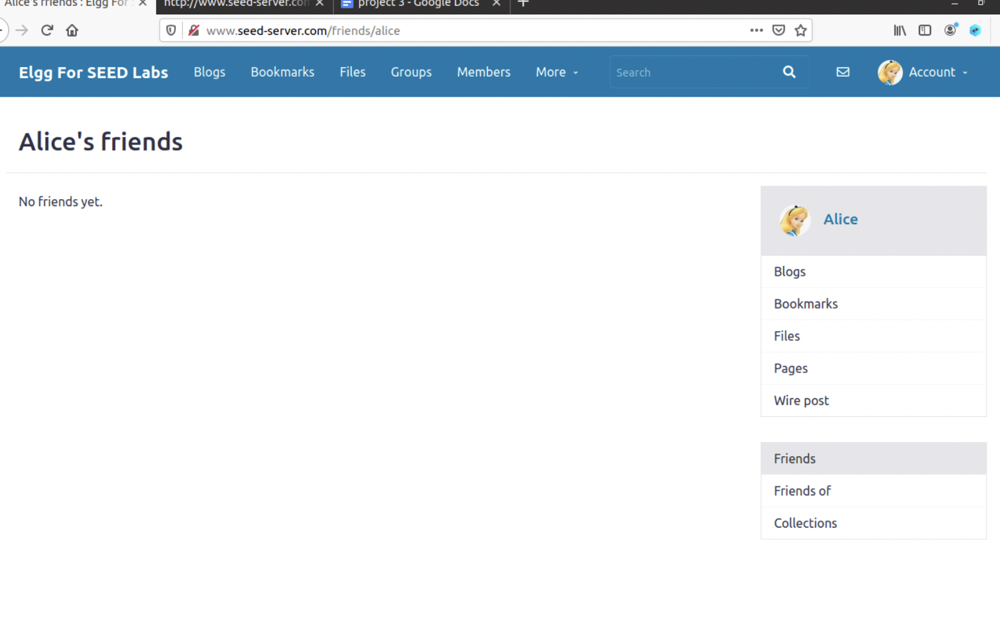 Alice's friends : Elgg For S
http://www.seed-server.com
project 3 - Google Docs
www.seed-server.com/friends/alice
Elgg For SEED Labs Blogs Bookmarks Files Groups Members More Search Account
Alice's friends
No friends yet.
Alice
Blogs
Bookmarks
Files
Pages
Wire post
Friends
Friends of
Collections